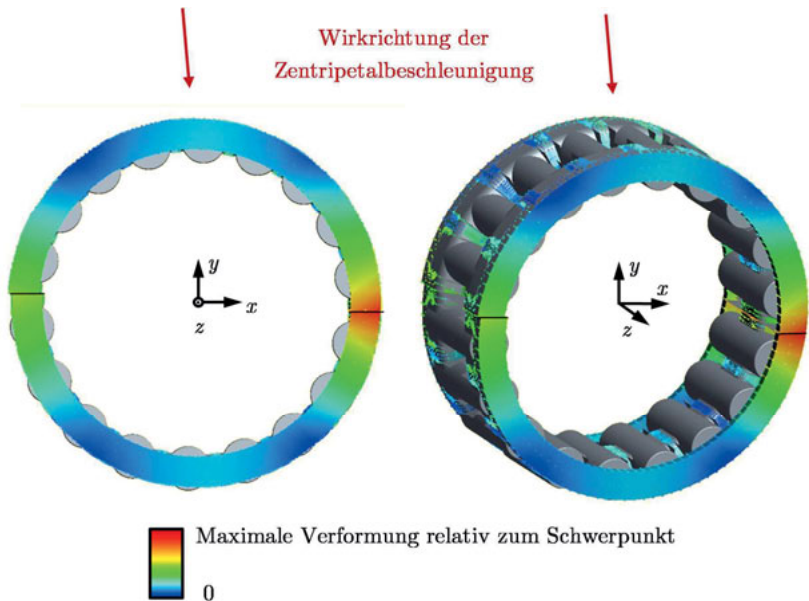 Wirkrichtung der
Zentripetalbeschleunigung
y
x
z
y
x
z
Maximale Verformung relativ zum Schwerpunkt
0